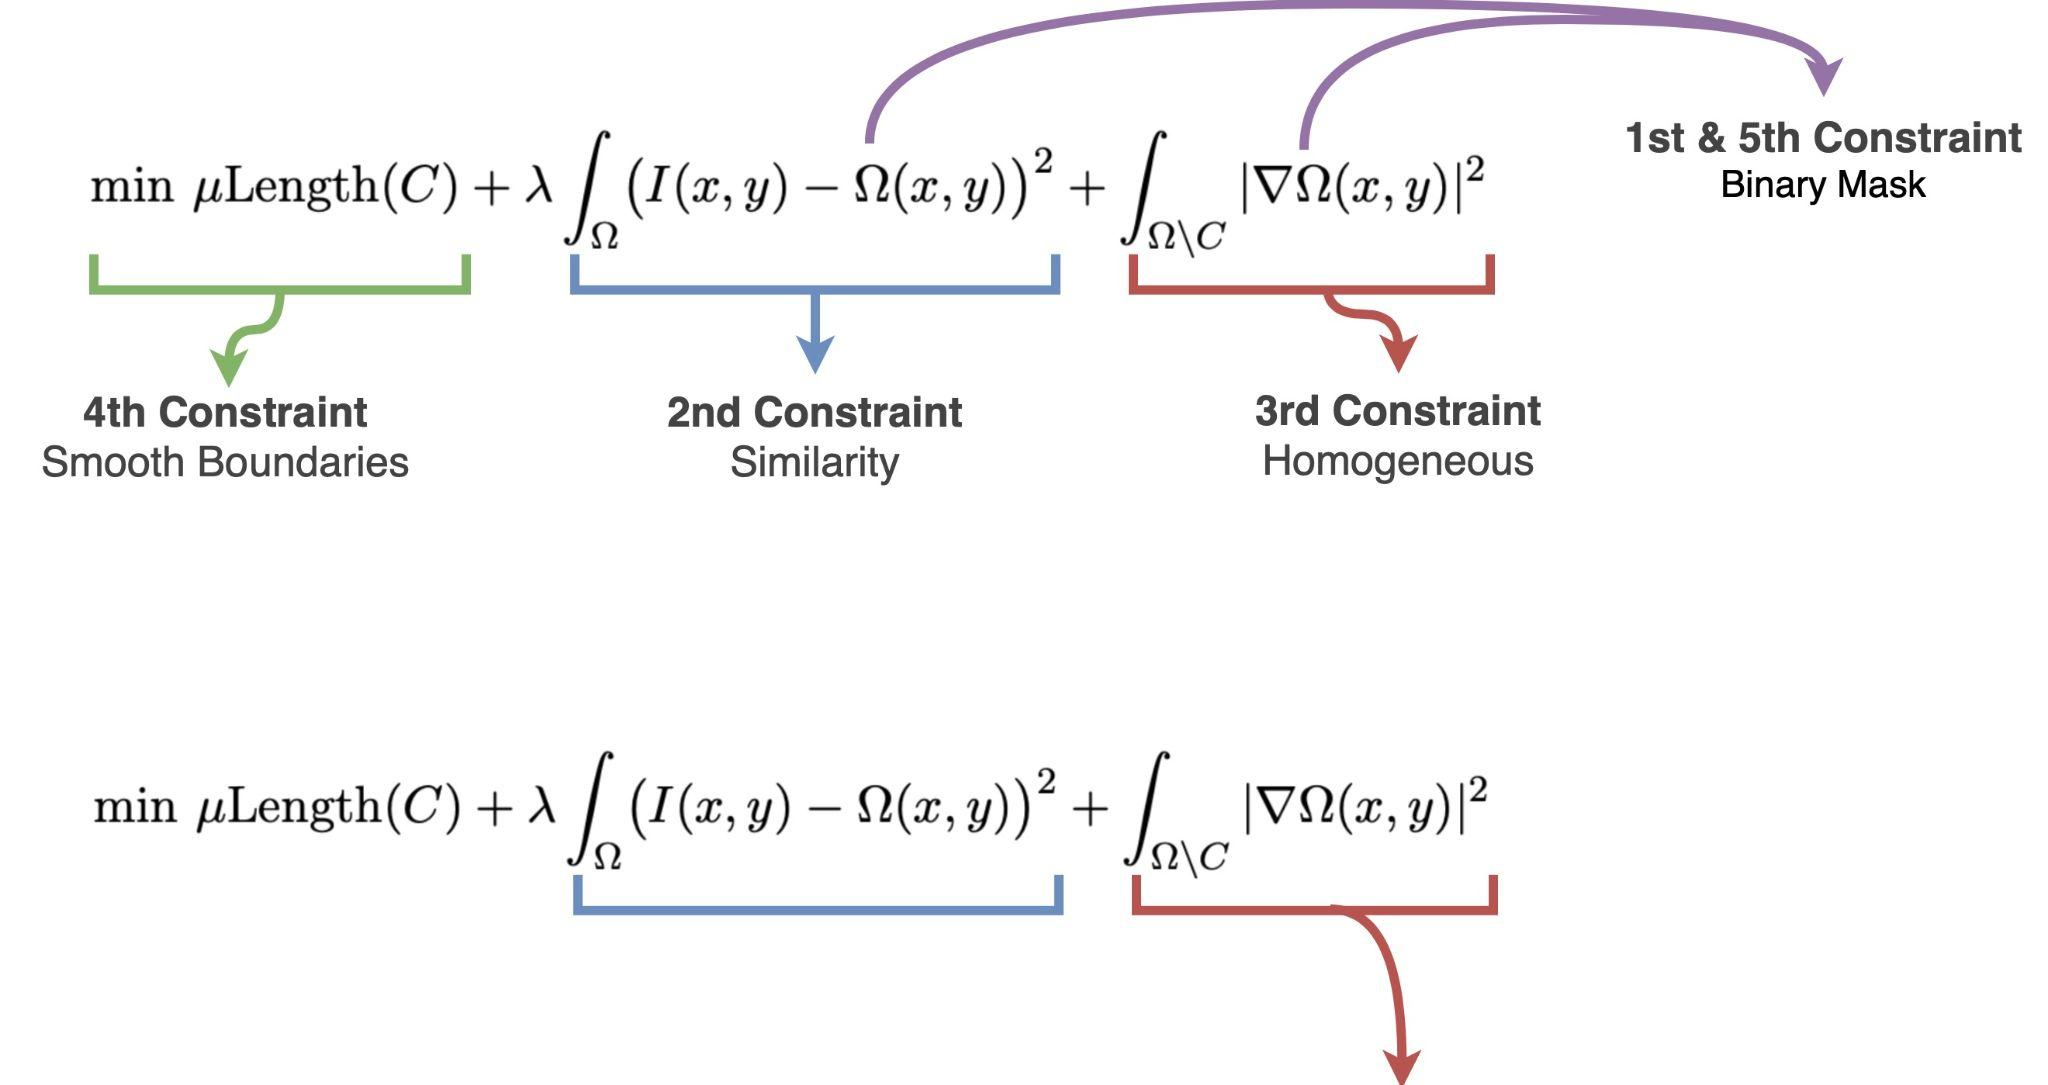 min μLength(C) + λ ∫_Ω (I(x, y) − Ω(x, y))² + ∫_{Ω\C} |∇Ω(x, y)|²
1st & 5th Constraint
Binary Mask
4th Constraint
Smooth Boundaries
2nd Constraint
Similarity
3rd Constraint
Homogeneous
min μLength(C) + λ ∫_Ω (I(x, y) − Ω(x, y))² + ∫_{Ω\C} |∇Ω(x, y)|²